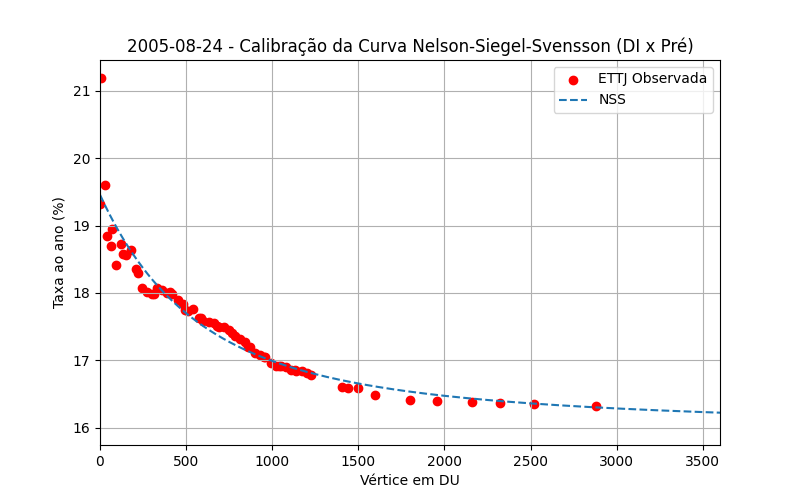 2005-08-24 - Calibração da Curva Nelson-Siegel-Svensson (DI x Pré)
ETTJ Observada
NSS
Taxa ao ano (%)
21
20
19
18
17
16
0 500 1000 1500 2000 2500 3000 3500
Vértice em DU